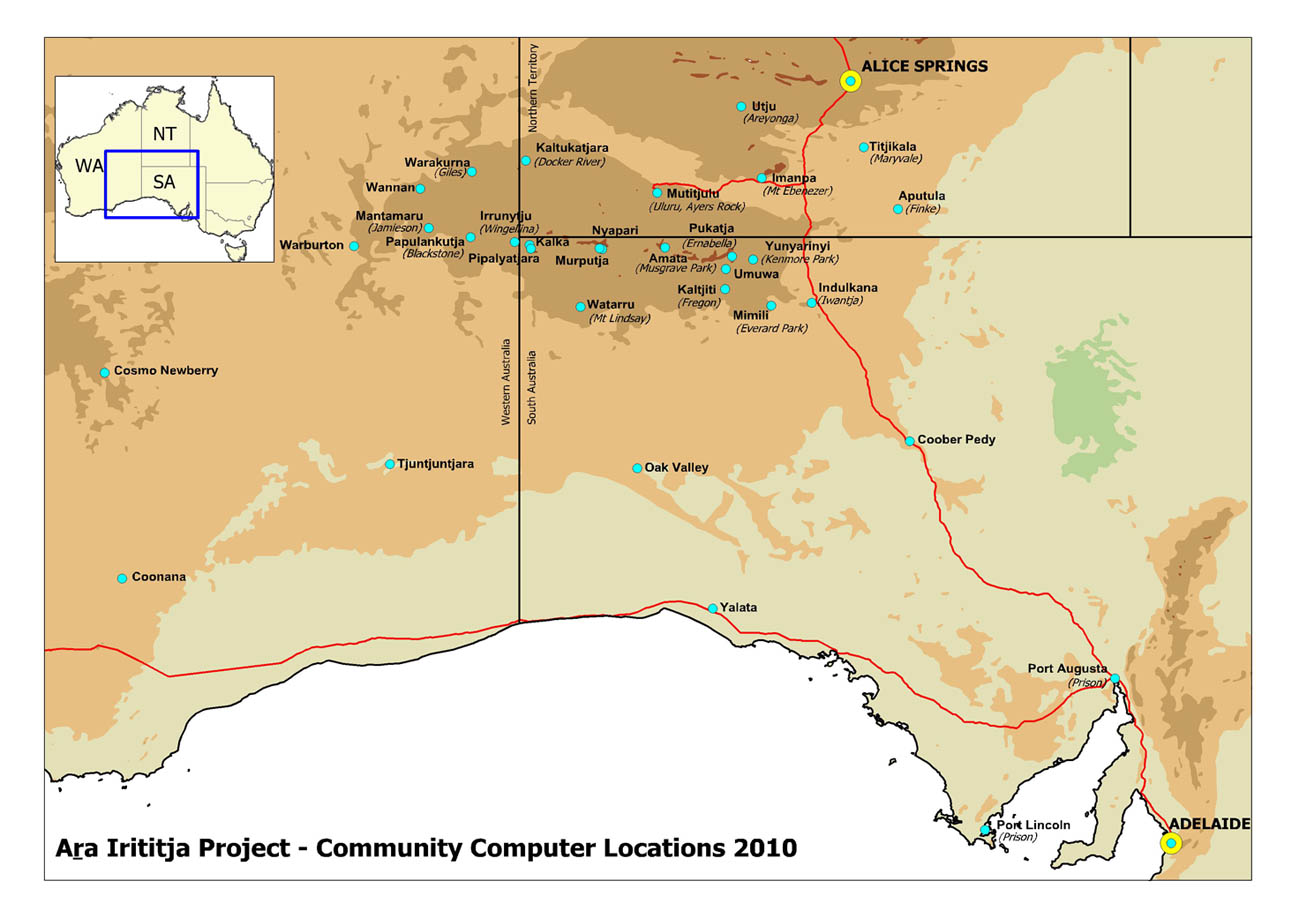 ALICE SPRINGS
Northern Territory
Utju
(Areyonga)
NT
WA
SA
Kaltukatjara
(Docker River)
Titjikala
(Maryvale)
Warakurna
(Giles)
Wannan
Imanpa
(Mt Ebenezer)
Mutitjulu
(Uluru, Ayers Rock)
Aputula
(Finke)
Mantamaru
(Jamieson)
Irrunytju
(Wingellina)
Nyapari
Pukatja
(Ernabella)
Warburton
Papulankutja
(Blackstone)
Kalka
Yunyarinyi
(Kenmore Park)
Pipalyatjara
Murputja
Amata
(Musgrave Park)
Umuwa
Kaltjiti
(Fregon)
Indulkana
(Iwantja)
Watarru
(Mt Lindsay)
Mimili
(Everard Park)
Western Australia
South Australia
Cosmo Newberry
Coober Pedy
Tjuntjuntjara
Oak Valley
Coonana
Yalata
Port Augusta
(Prison)
Port Lincoln
(Prison)
ADELAIDE
Aṟa Irititja Project - Community Computer Locations 2010